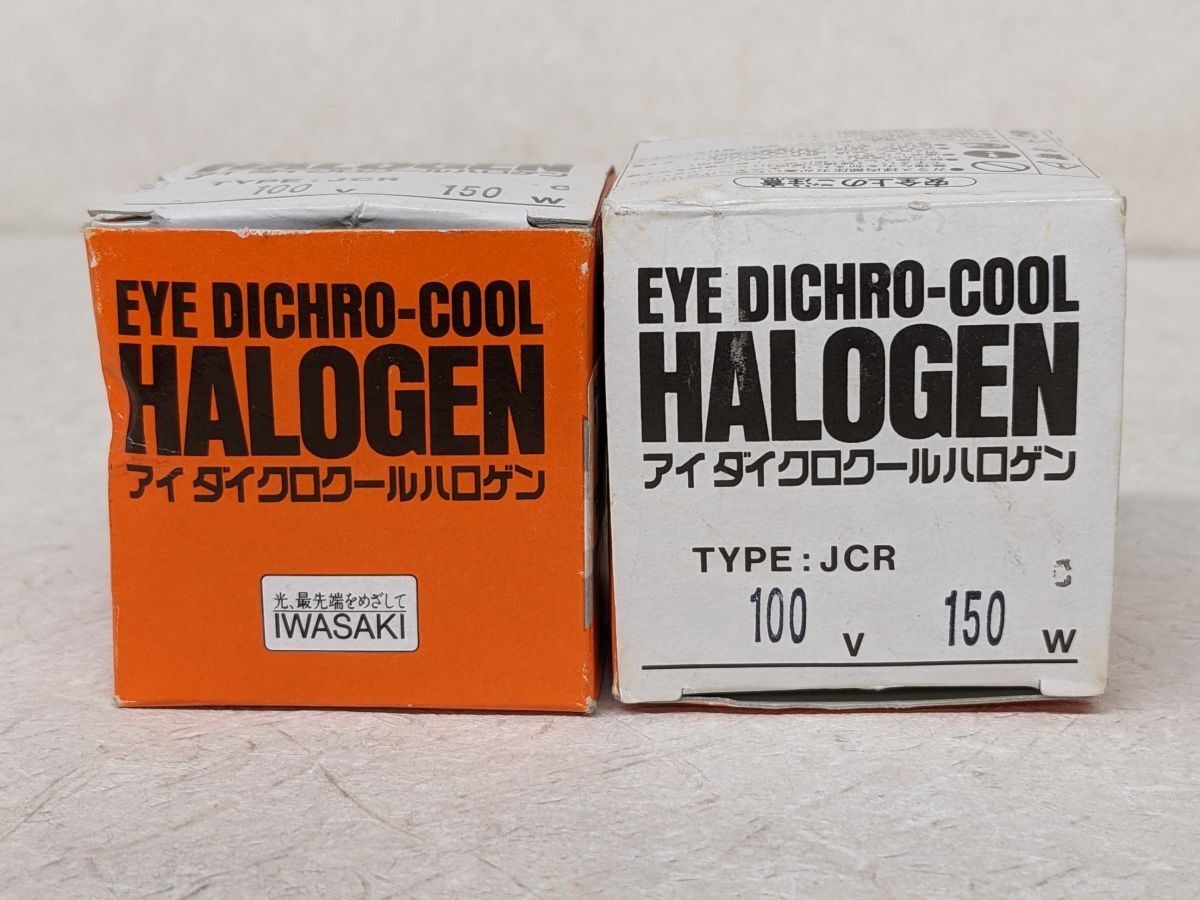 TYPE:JCR
100 V 150 W
C
EYE DICHRO-COOL
HALOGEN
アイ ダイクロクールハロゲン
光、最先端をめざして
IWASAKI
安全上のご注意
EYE DICHRO-COOL
HALOGEN
アイ ダイクロクールハロゲン
TYPE:JCR
C
100 V 150 W